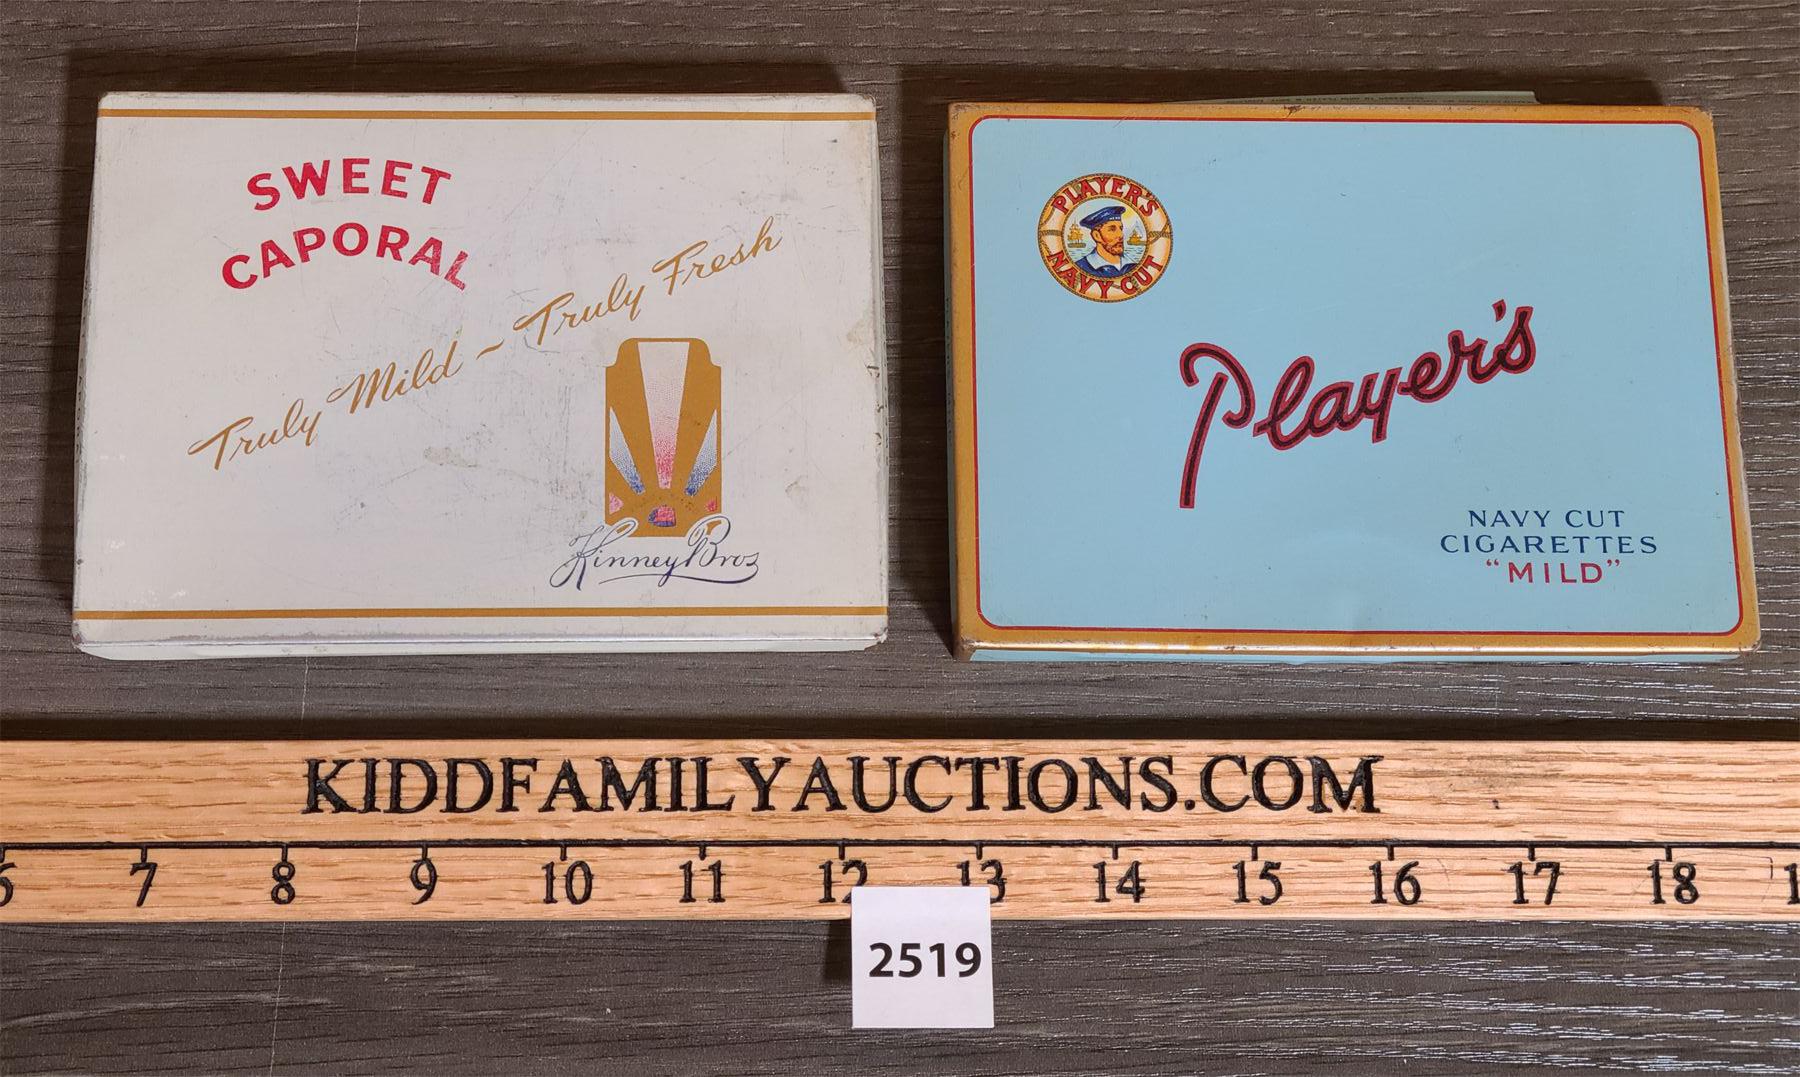 SWEET
CAPORAL
Truly Mild ~ Truly Fresh
Kinney Bros
PLAYER'S
NAVY CUT
Player's
NAVY CUT
CIGARETTES
"MILD"
KIDDFAMILYAUCTIONS.COM
6 7 8 9 10 11 12 13 14 15 16 17 18
2519